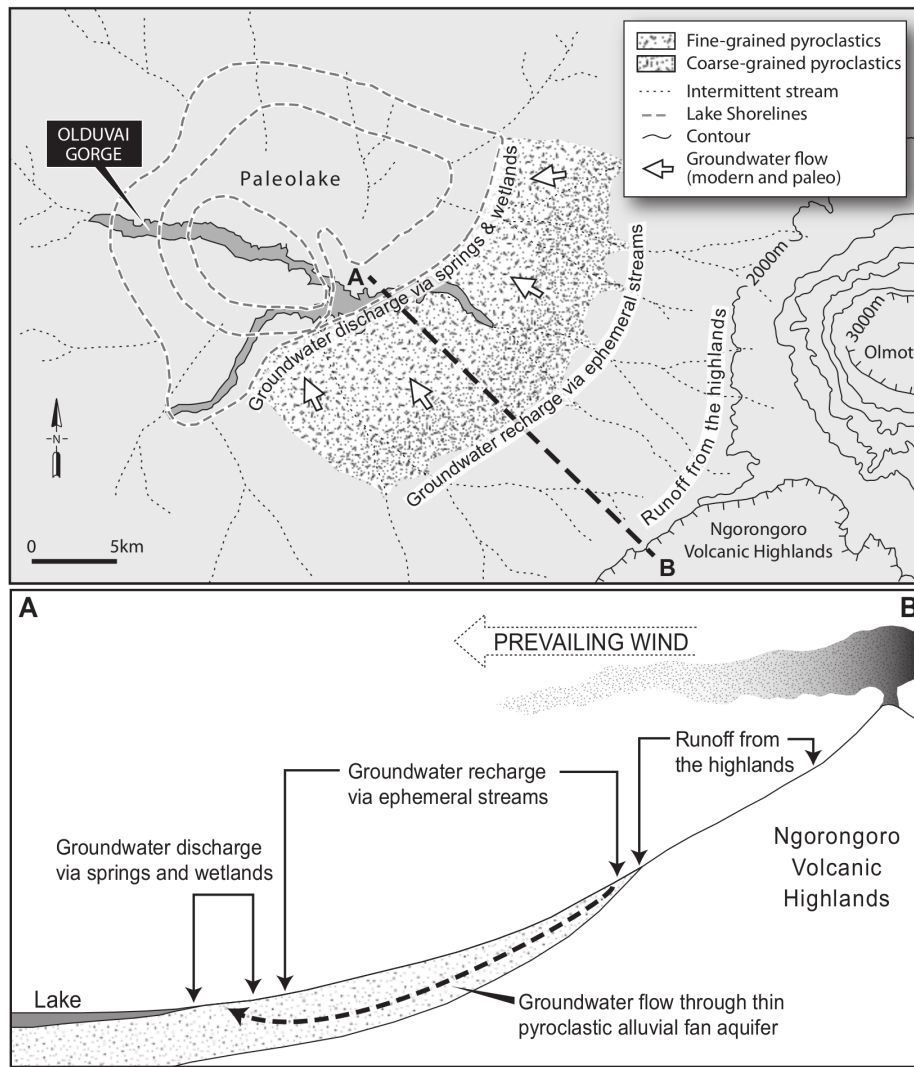 Fine-grained pyroclastics
Coarse-grained pyroclastics
Intermittent stream
Lake Shorelines
Contour
Groundwater flow
(modern and paleo)
OLDUVAI
GORGE
Paleolake
Groundwater discharge via springs & wetlands
Groundwater recharge via ephemeral streams
Runoff from the highlands
2000m
3000m
Olmot
A
N
0 5km
Ngorongoro
Volcanic Highlands
B
A
B
PREVAILING WIND
Runoff from
the highlands
Groundwater recharge
via ephemeral streams
Groundwater discharge
via springs and wetlands
Ngorongoro
Volcanic
Highlands
Lake
Groundwater flow through thin
pyroclastic alluvial fan aquifer